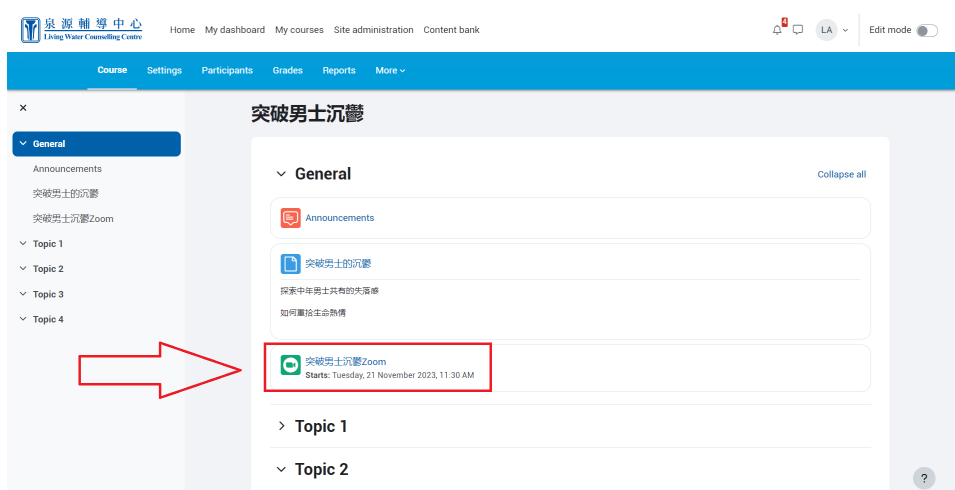 泉源輔導中心
Living Water Counselling Centre
Home My dashboard My courses Site administration Content bank
4
LA
Edit mode
Course Settings Participants Grades Reports More
突破男士沉鬱
General
Announcements
突破男士的沉鬱
突破男士沉鬱Zoom
Topic 1
Topic 2
Topic 3
Topic 4
General
Collapse all
Announcements
突破男士的沉鬱
探索中年男士共有的失落感
如何重拾生命熱情
突破男士沉鬱Zoom
Starts: Tuesday, 21 November 2023, 11:30 AM
Topic 1
Topic 2
?